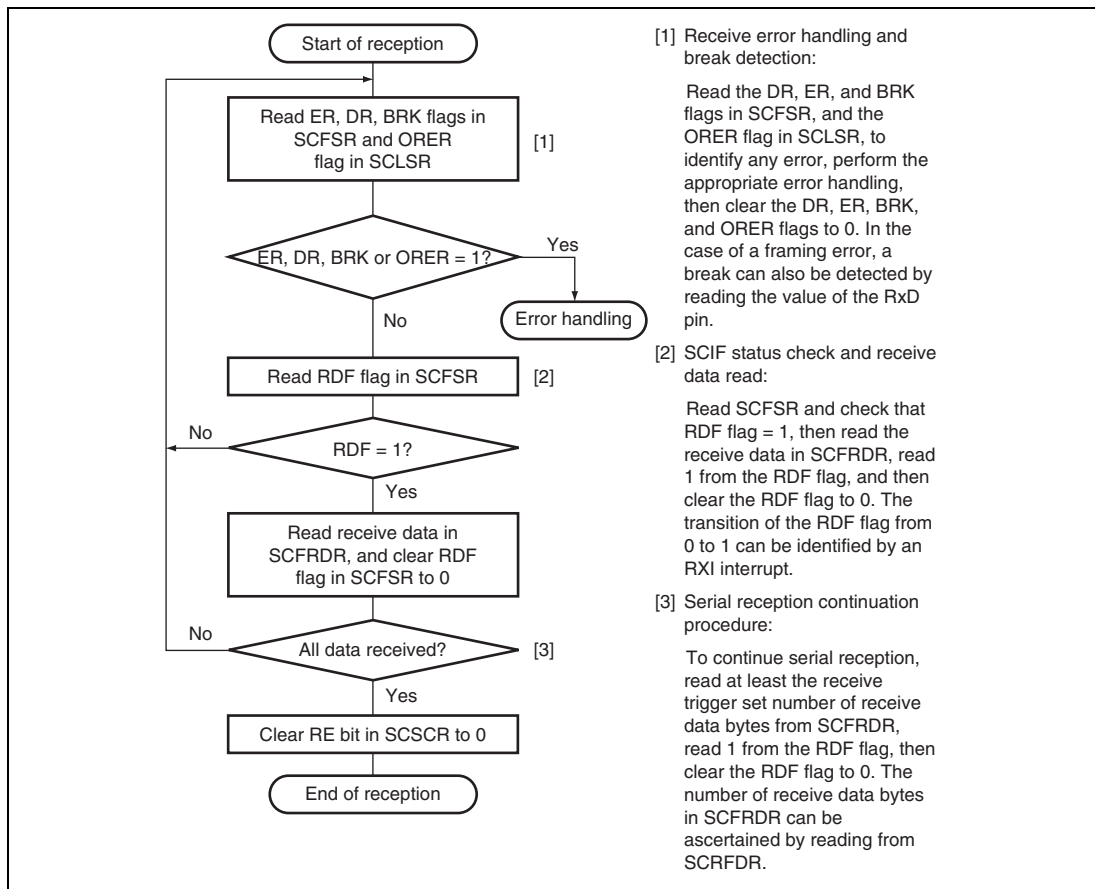 Start of reception
Read ER, DR, BRK flags in
SCFSR and ORER
flag in SCLSR
[1]
ER, DR, BRK or ORER = 1?
Yes
Error handling
No
Read RDF flag in SCFSR
[2]
No
RDF = 1?
Yes
Read receive data in
SCFRDR, and clear RDF
flag in SCFSR to 0
No
All data received?
[3]
Yes
Clear RE bit in SCSCR to 0
End of reception
[1] Receive error handling and
break detection:
Read the DR, ER, and BRK
flags in SCFSR, and the
ORER flag in SCLSR, to
identify any error, perform the
appropriate error handling,
then clear the DR, ER, BRK,
and ORER flags to 0. In the
case of a framing error, a
break can also be detected by
reading the value of the RxD
pin.
[2] SCIF status check and receive
data read:
Read SCFSR and check that
RDF flag = 1, then read the
receive data in SCFRDR, read
1 from the RDF flag, and then
clear the RDF flag to 0. The
transition of the RDF flag from
0 to 1 can be identified by an
RXI interrupt.
[3] Serial reception continuation
procedure:
To continue serial reception,
read at least the receive
trigger set number of receive
data bytes from SCFRDR,
read 1 from the RDF flag, then
clear the RDF flag to 0. The
number of receive data bytes
in SCFRDR can be
ascertained by reading from
SCRFDR.